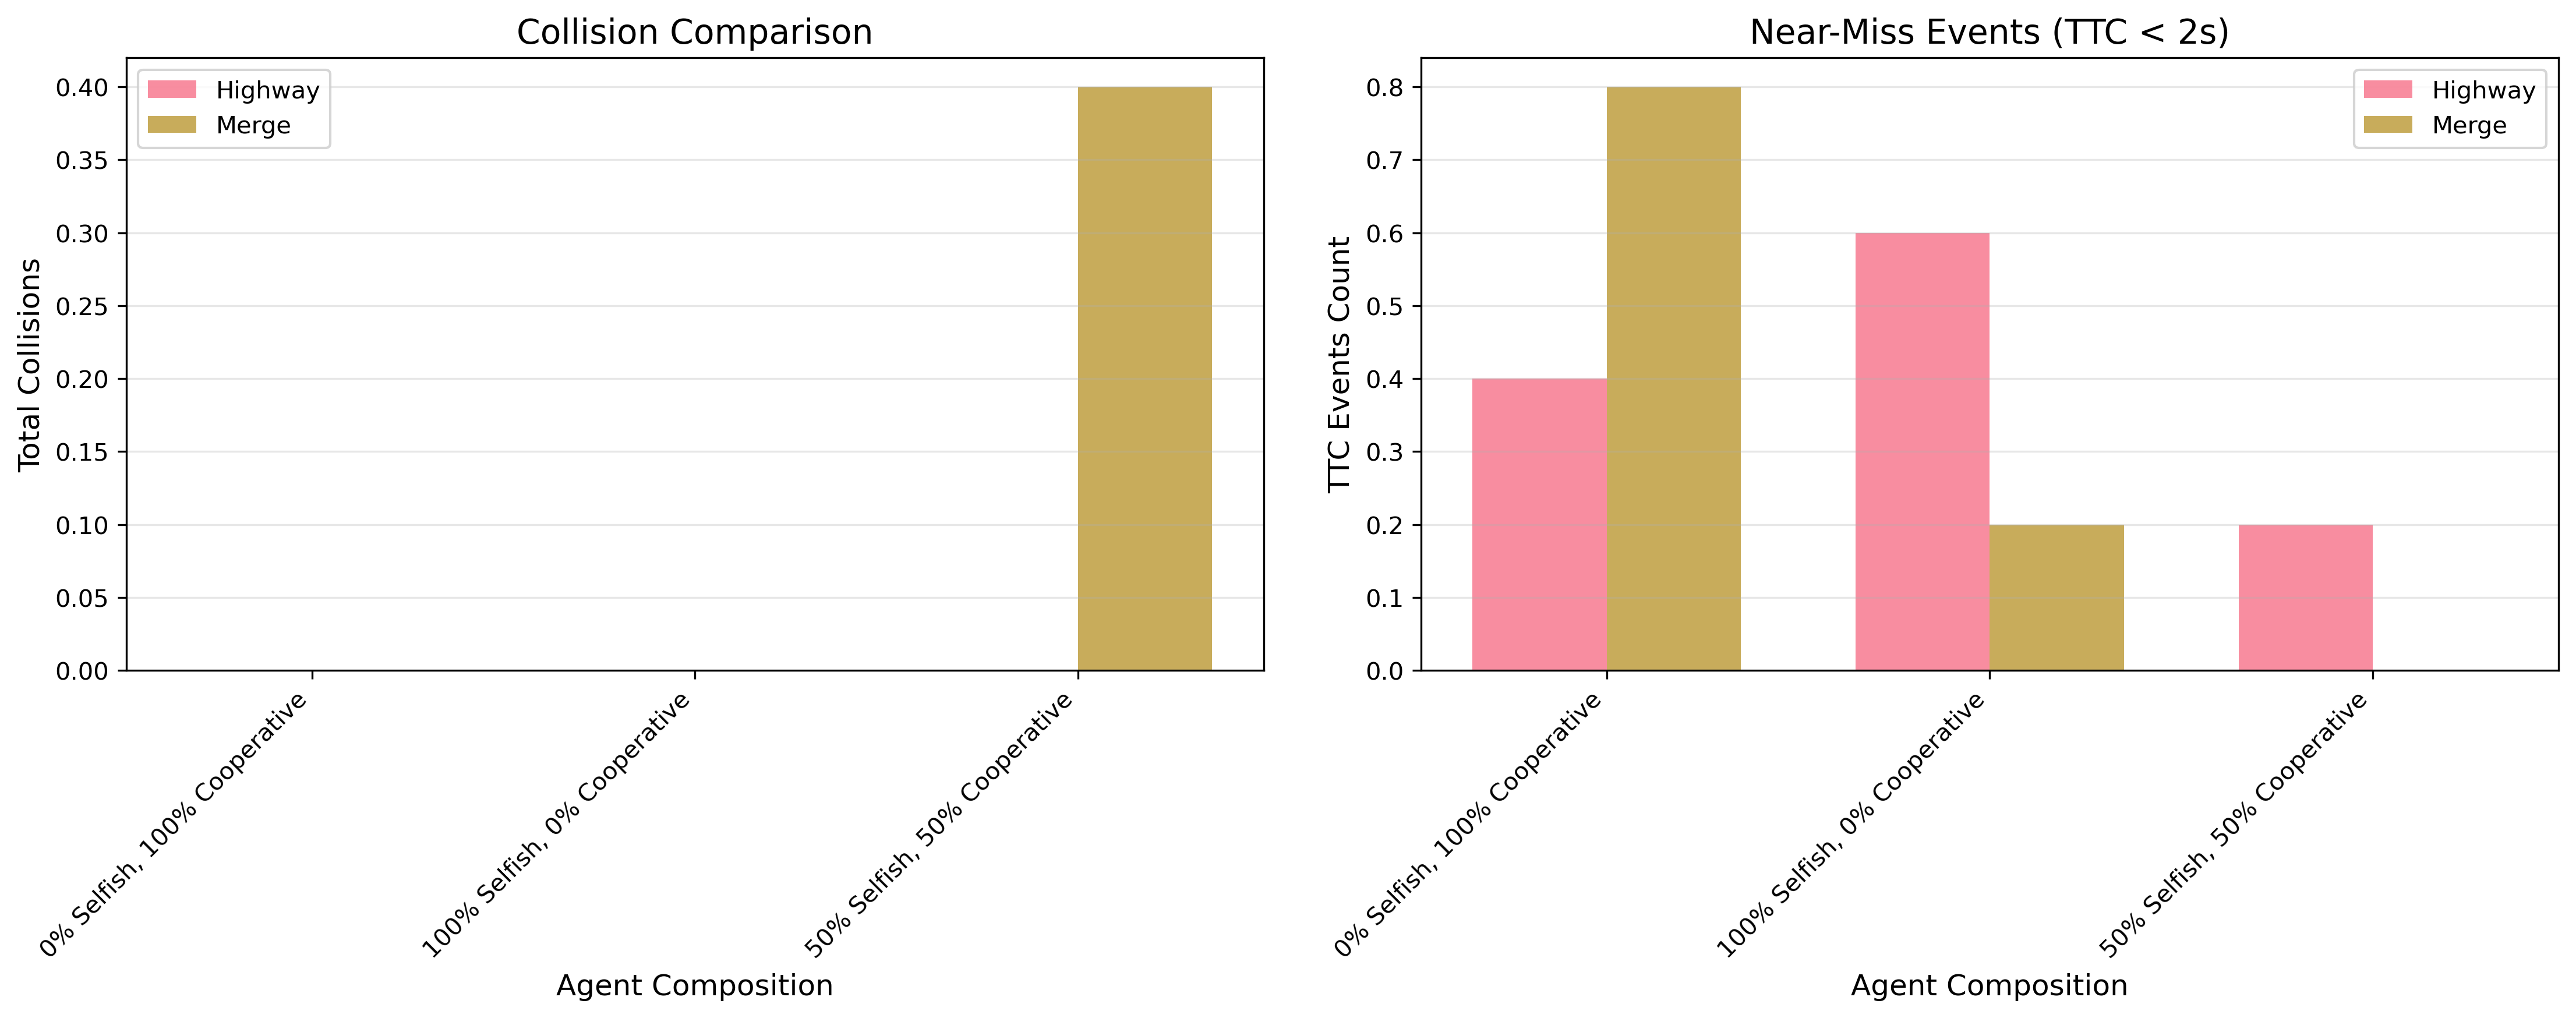 Collision Comparison
Highway
Merge
Total Collisions
0.40
0.35
0.30
0.25
0.20
0.15
0.10
0.05
0.00
0% Selfish, 100% Cooperative
100% Selfish, 0% Cooperative
50% Selfish, 50% Cooperative
Agent Composition
Near-Miss Events (TTC < 2s)
Highway
Merge
TTC Events Count
0.8
0.7
0.6
0.5
0.4
0.3
0.2
0.1
0.0
0% Selfish, 100% Cooperative
100% Selfish, 0% Cooperative
50% Selfish, 50% Cooperative
Agent Composition